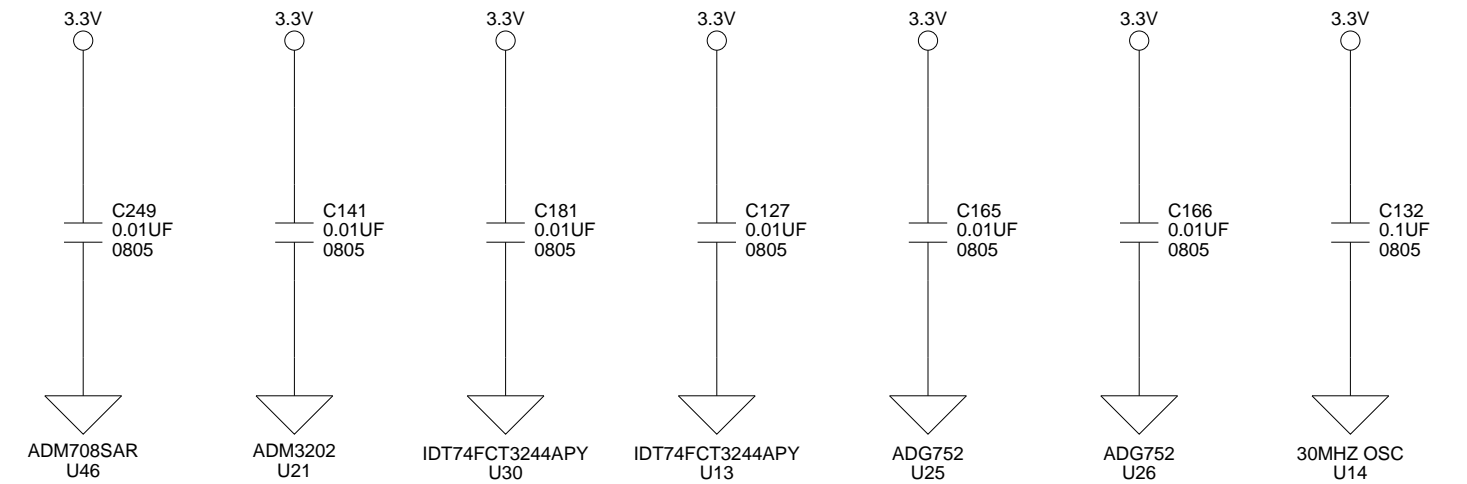 3.3V 3.3V 3.3V 3.3V 3.3V 3.3V 3.3V
C249 C141 C181 C127 C165 C166 C132
0.01UF 0.01UF 0.01UF 0.01UF 0.01UF 0.01UF 0.1UF
0805 0805 0805 0805 0805 0805 0805
ADM708SAR ADM3202 IDT74FCT3244APY IDT74FCT3244APY ADG752 ADG752 30MHZ OSC
U46 U21 U30 U13 U25 U26 U14